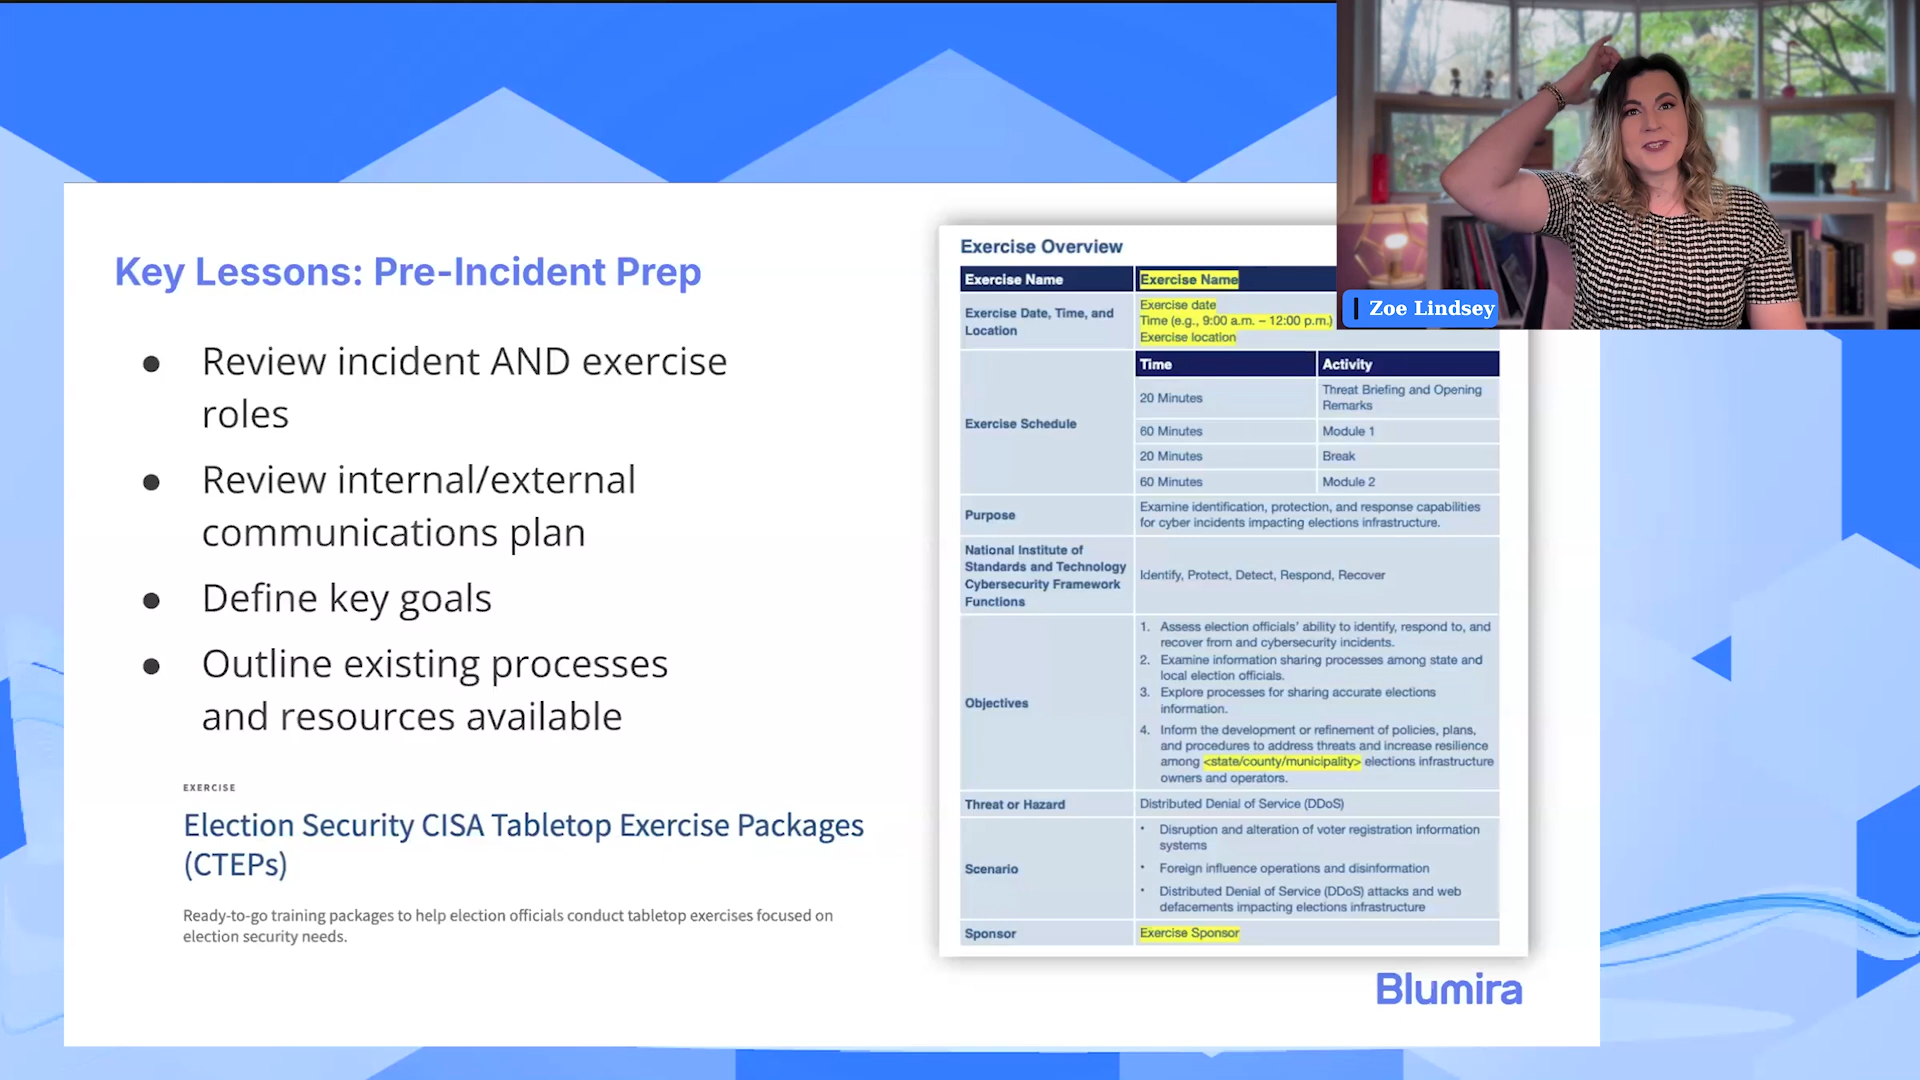 Zoe Lindsey
Key Lessons: Pre-Incident Prep
● Review incident AND exercise
roles
● Review internal/external
communications plan
● Define key goals
● Outline existing processes
and resources available
EXERCISE
Election Security CISA Tabletop Exercise Packages
(CTEPs)
Ready-to-go training packages to help election officials conduct tabletop exercises focused on
election security needs.
Exercise Overview
Exercise Name
Exercise Name
Exercise Date, Time, and
Location
Exercise date
Time (e.g., 9:00 a.m. – 12:00 p.m.)
Exercise location
Exercise Schedule
Time Activity
20 Minutes Threat Briefing and Opening
Remarks
60 Minutes Module 1
20 Minutes Break
60 Minutes Module 2
Purpose
Examine identification, protection, and response capabilities
for cyber incidents impacting elections infrastructure.
National Institute of
Standards and Technology
Cybersecurity Framework
Functions
Identify, Protect, Detect, Respond, Recover
Objectives
1. Assess election officials' ability to identify, respond to, and
recover from and cybersecurity incidents.
2. Examine information sharing processes among state and
local election officials.
3. Explore processes for sharing accurate elections
information.
4. Inform the development or refinement of policies, plans,
and procedures to address threats and increase resilience
among <state/county/municipality> elections infrastructure
owners and operators.
Threat or Hazard
Distributed Denial of Service (DDoS)
Scenario
• Disruption and alteration of voter registration information
systems
• Foreign influence operations and disinformation
• Distributed Denial of Service (DDoS) attacks and web
defacements impacting elections infrastructure
Sponsor
Exercise Sponsor
Blumira